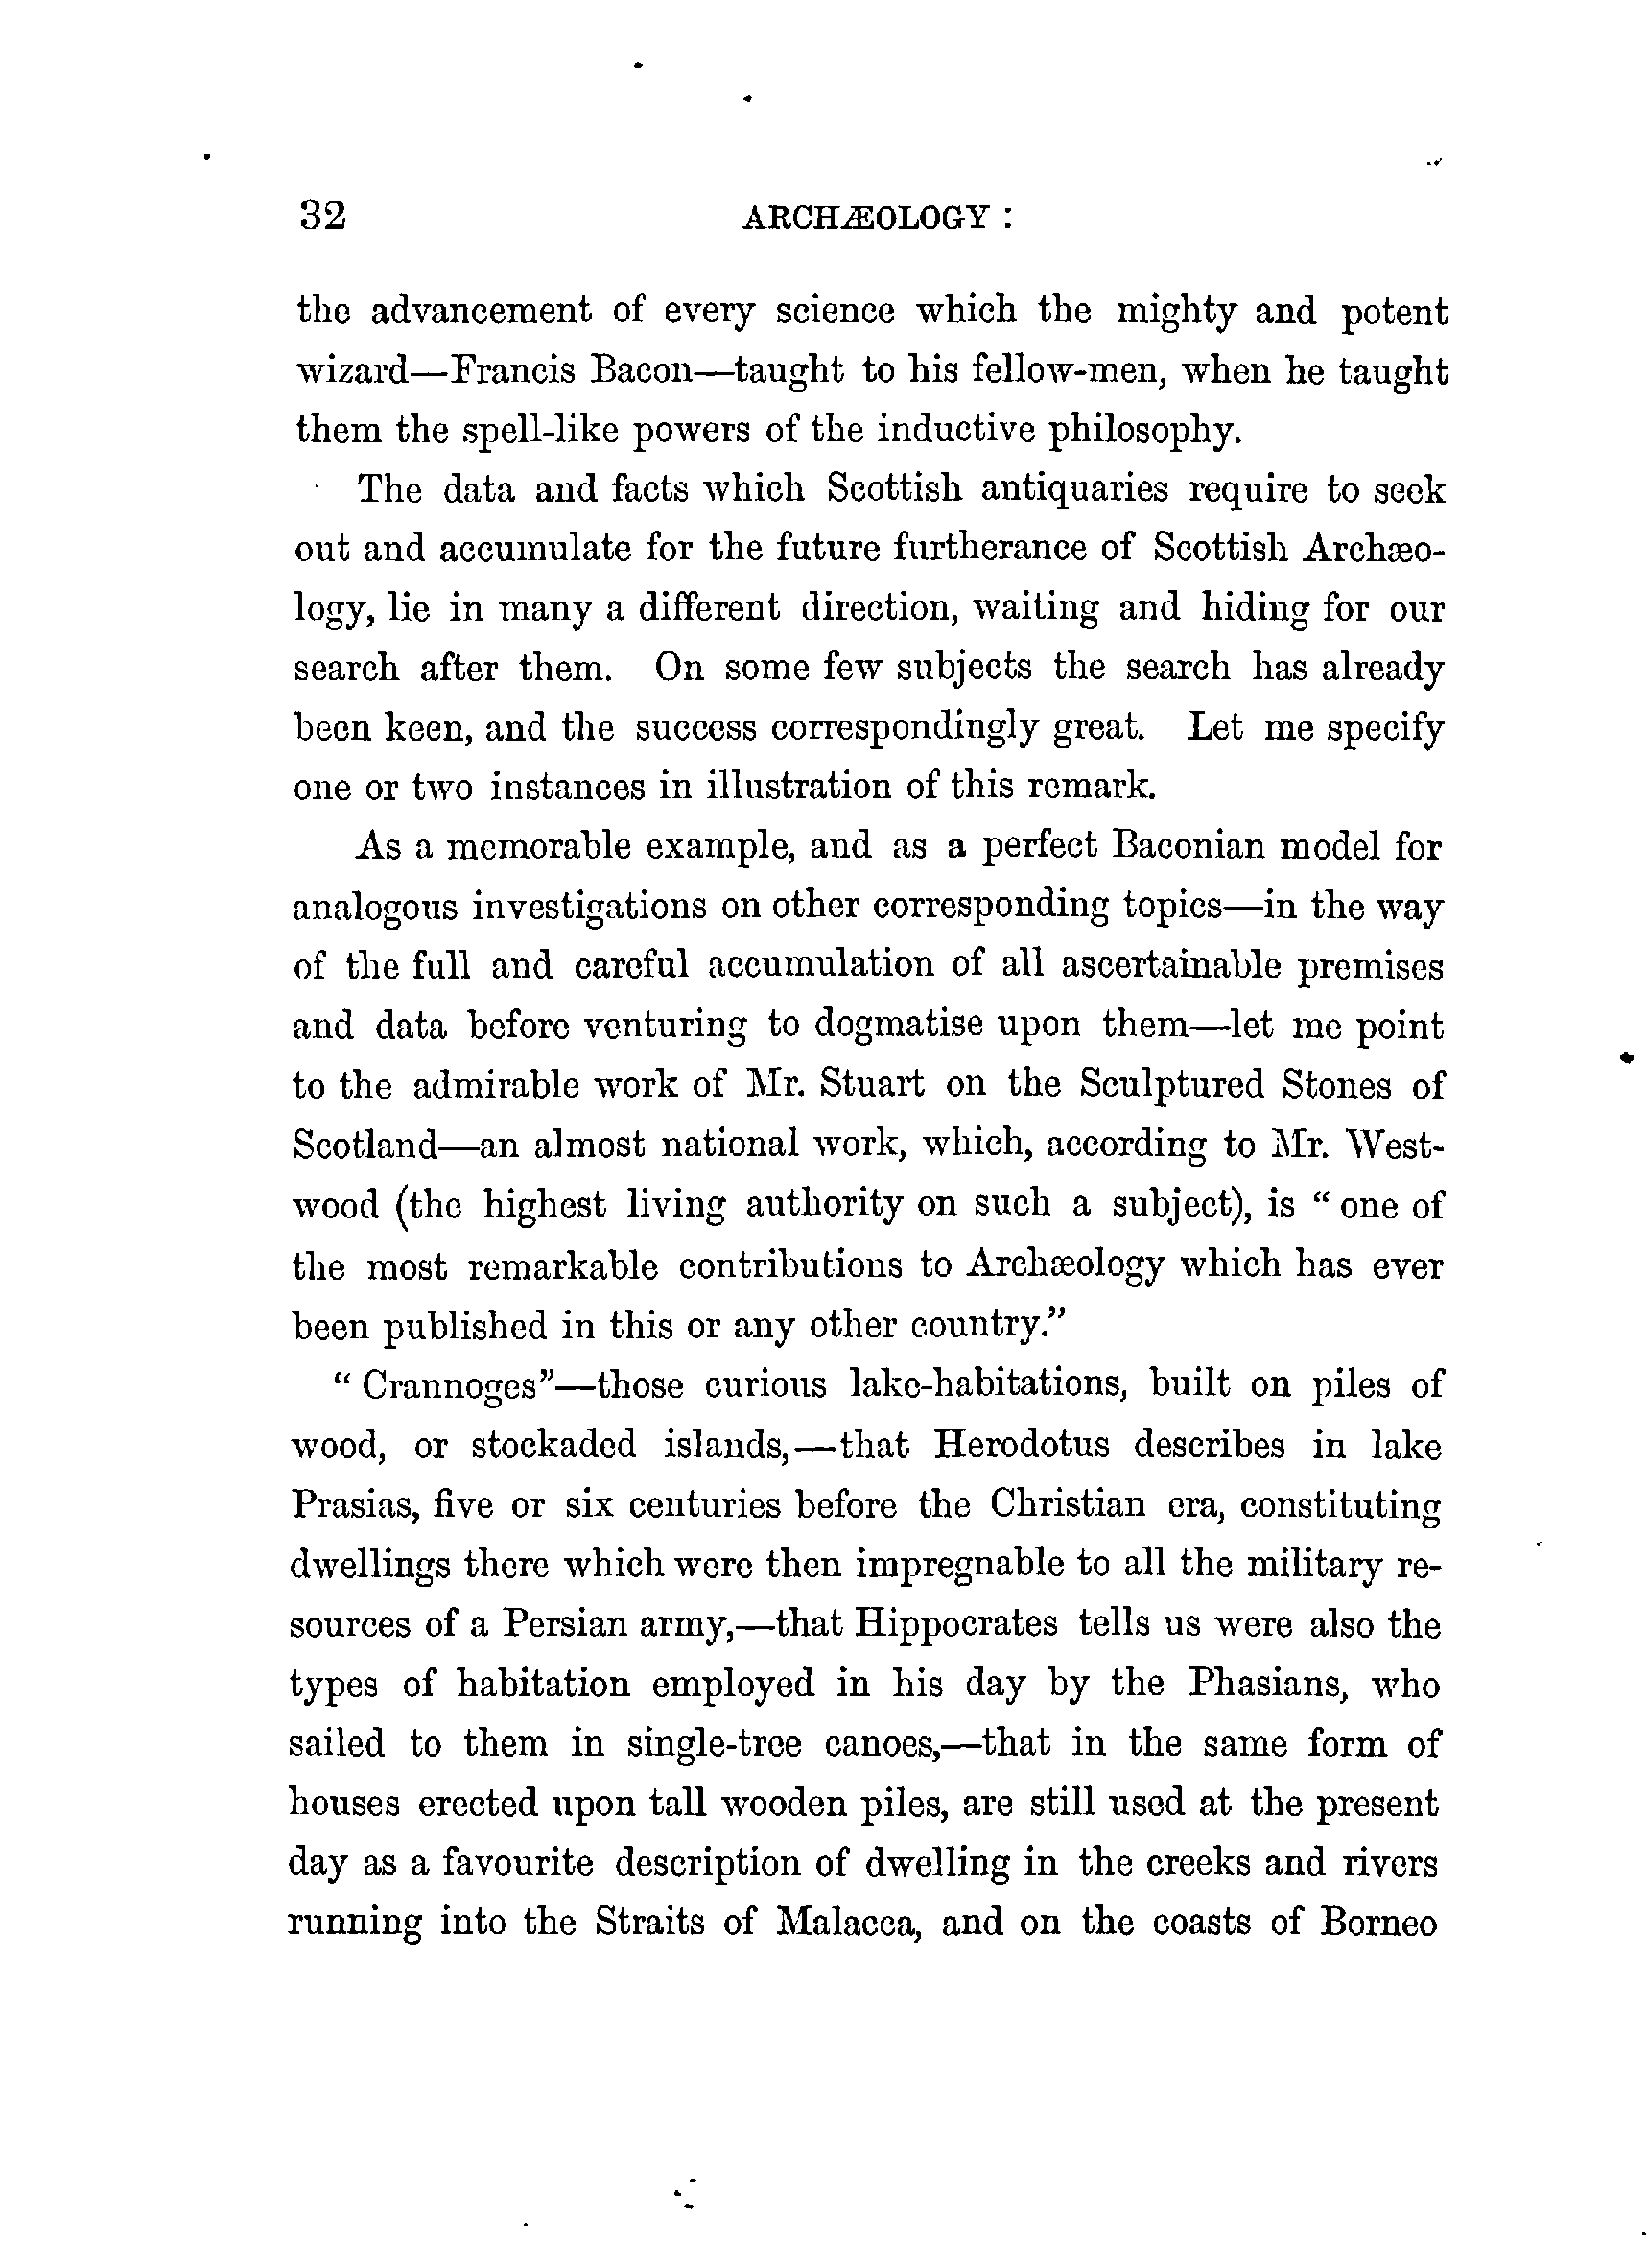 32 ARCHÆOLOGY :
the advancement of every science which the mighty and potent
wizard—Francis Bacon—taught to his fellow-men, when he taught
them the spell-like powers of the inductive philosophy.
The data and facts which Scottish antiquaries require to seek
out and accumulate for the future furtherance of Scottish Archæo-
logy, lie in many a different direction, waiting and hiding for our
search after them. On some few subjects the search has already
been keen, and the success correspondingly great. Let me specify
one or two instances in illustration of this remark.
As a memorable example, and as a perfect Baconian model for
analogous investigations on other corresponding topics—in the way
of the full and careful accumulation of all ascertainable premises
and data before venturing to dogmatise upon them—let me point
to the admirable work of Mr. Stuart on the Sculptured Stones of
Scotland—an almost national work, which, according to Mr. West-
wood (the highest living authority on such a subject), is “ one of
the most remarkable contributions to Archæology which has ever
been published in this or any other country.”
“ Crannoges”—those curious lake-habitations, built on piles of
wood, or stockaded islands,—that Herodotus describes in lake
Prasias, five or six centuries before the Christian era, constituting
dwellings there which were then impregnable to all the military re-
sources of a Persian army,—that Hippocrates tells us were also the
types of habitation employed in his day by the Phasians, who
sailed to them in single-tree canoes,—that in the same form of
houses erected upon tall wooden piles, are still used at the present
day as a favourite description of dwelling in the creeks and rivers
running into the Straits of Malacca, and on the coasts of Borneo